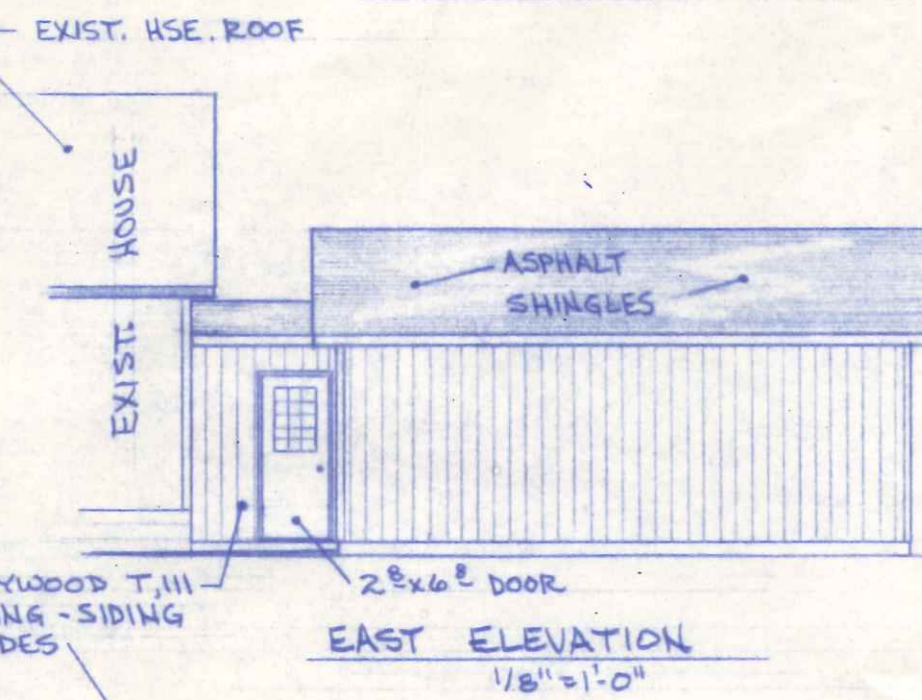 EXIST. HSE. ROOF
EXIST. HOUSE
ASPHALT
SHINGLES
YWOOD T,111
NG - SIDING
DES
2⁸x6⁸ DOOR
EAST ELEVATION
1/8" = 1'-0"